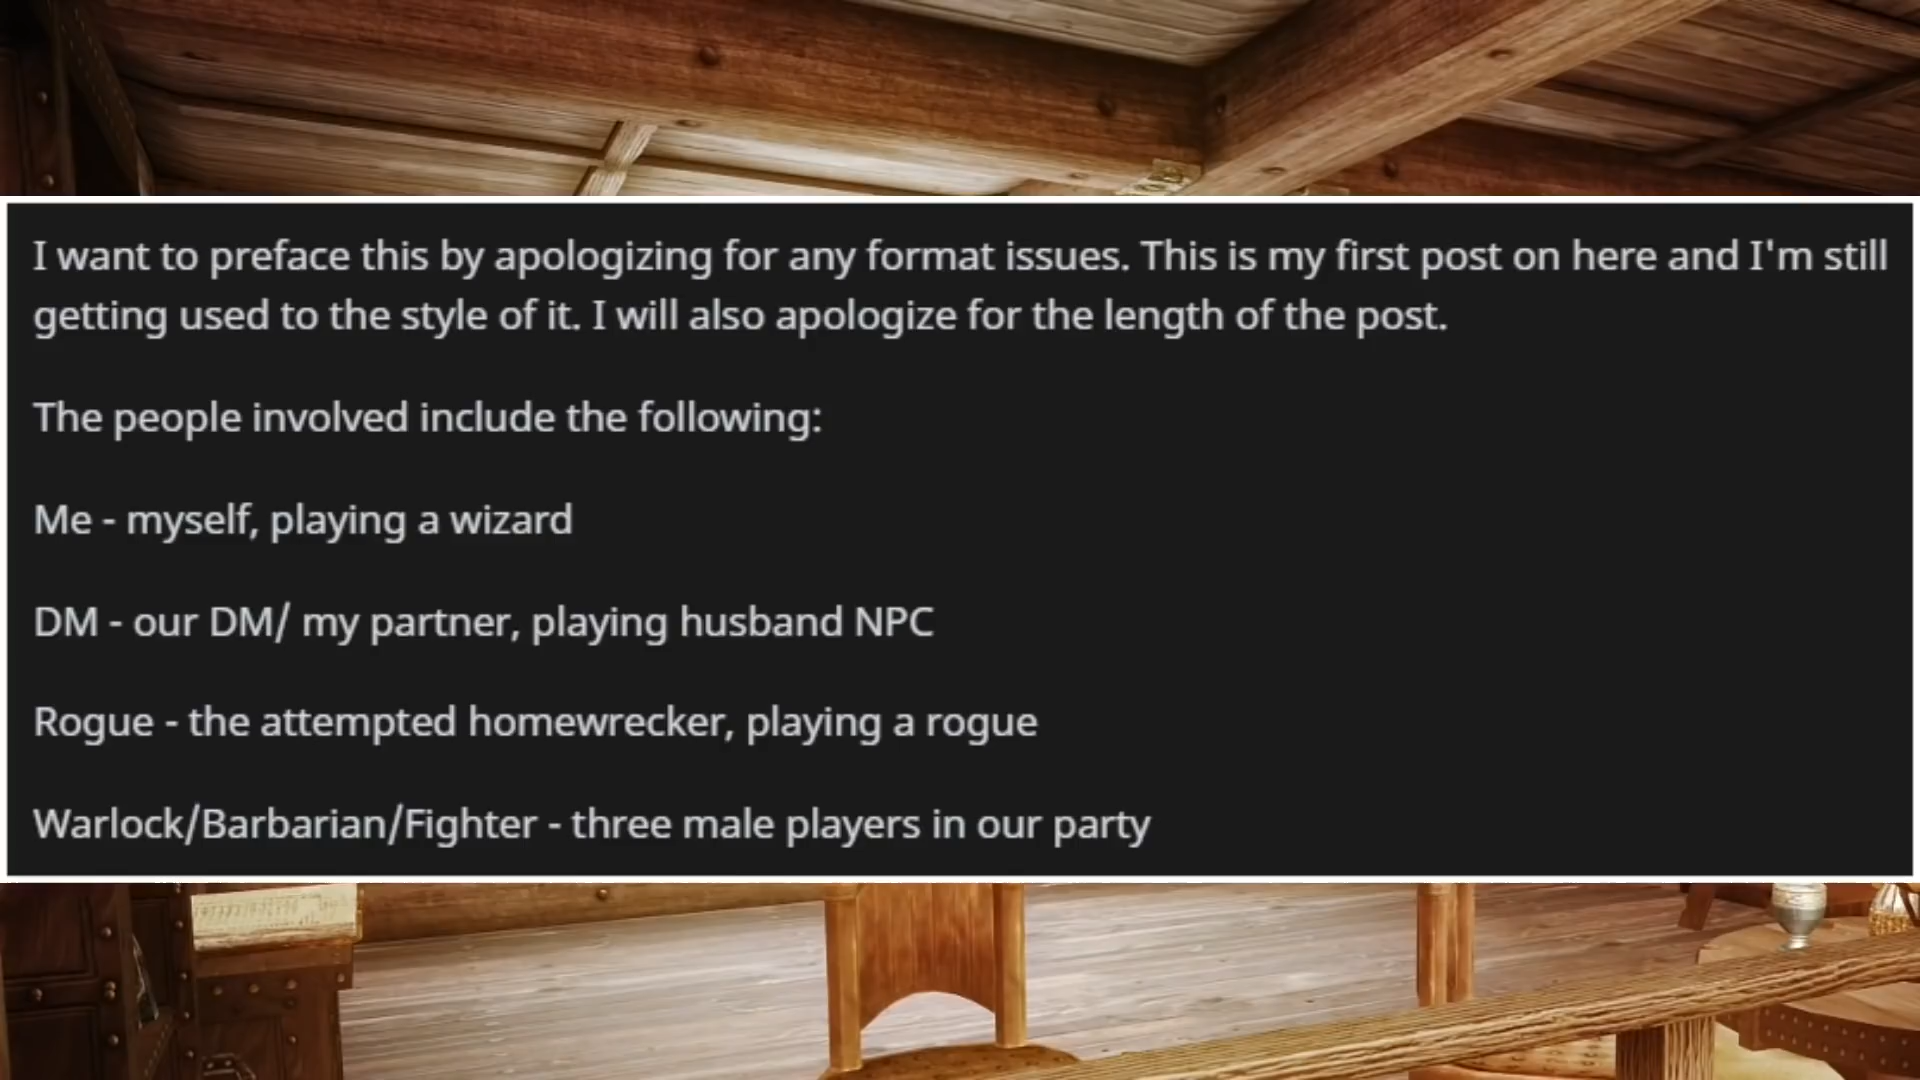 I want to preface this by apologizing for any format issues. This is my first post on here and I'm still
getting used to the style of it. I will also apologize for the length of the post.
The people involved include the following:
Me - myself, playing a wizard
DM - our DM/ my partner, playing husband NPC
Rogue - the attempted homewrecker, playing a rogue
Warlock/Barbarian/Fighter - three male players in our party